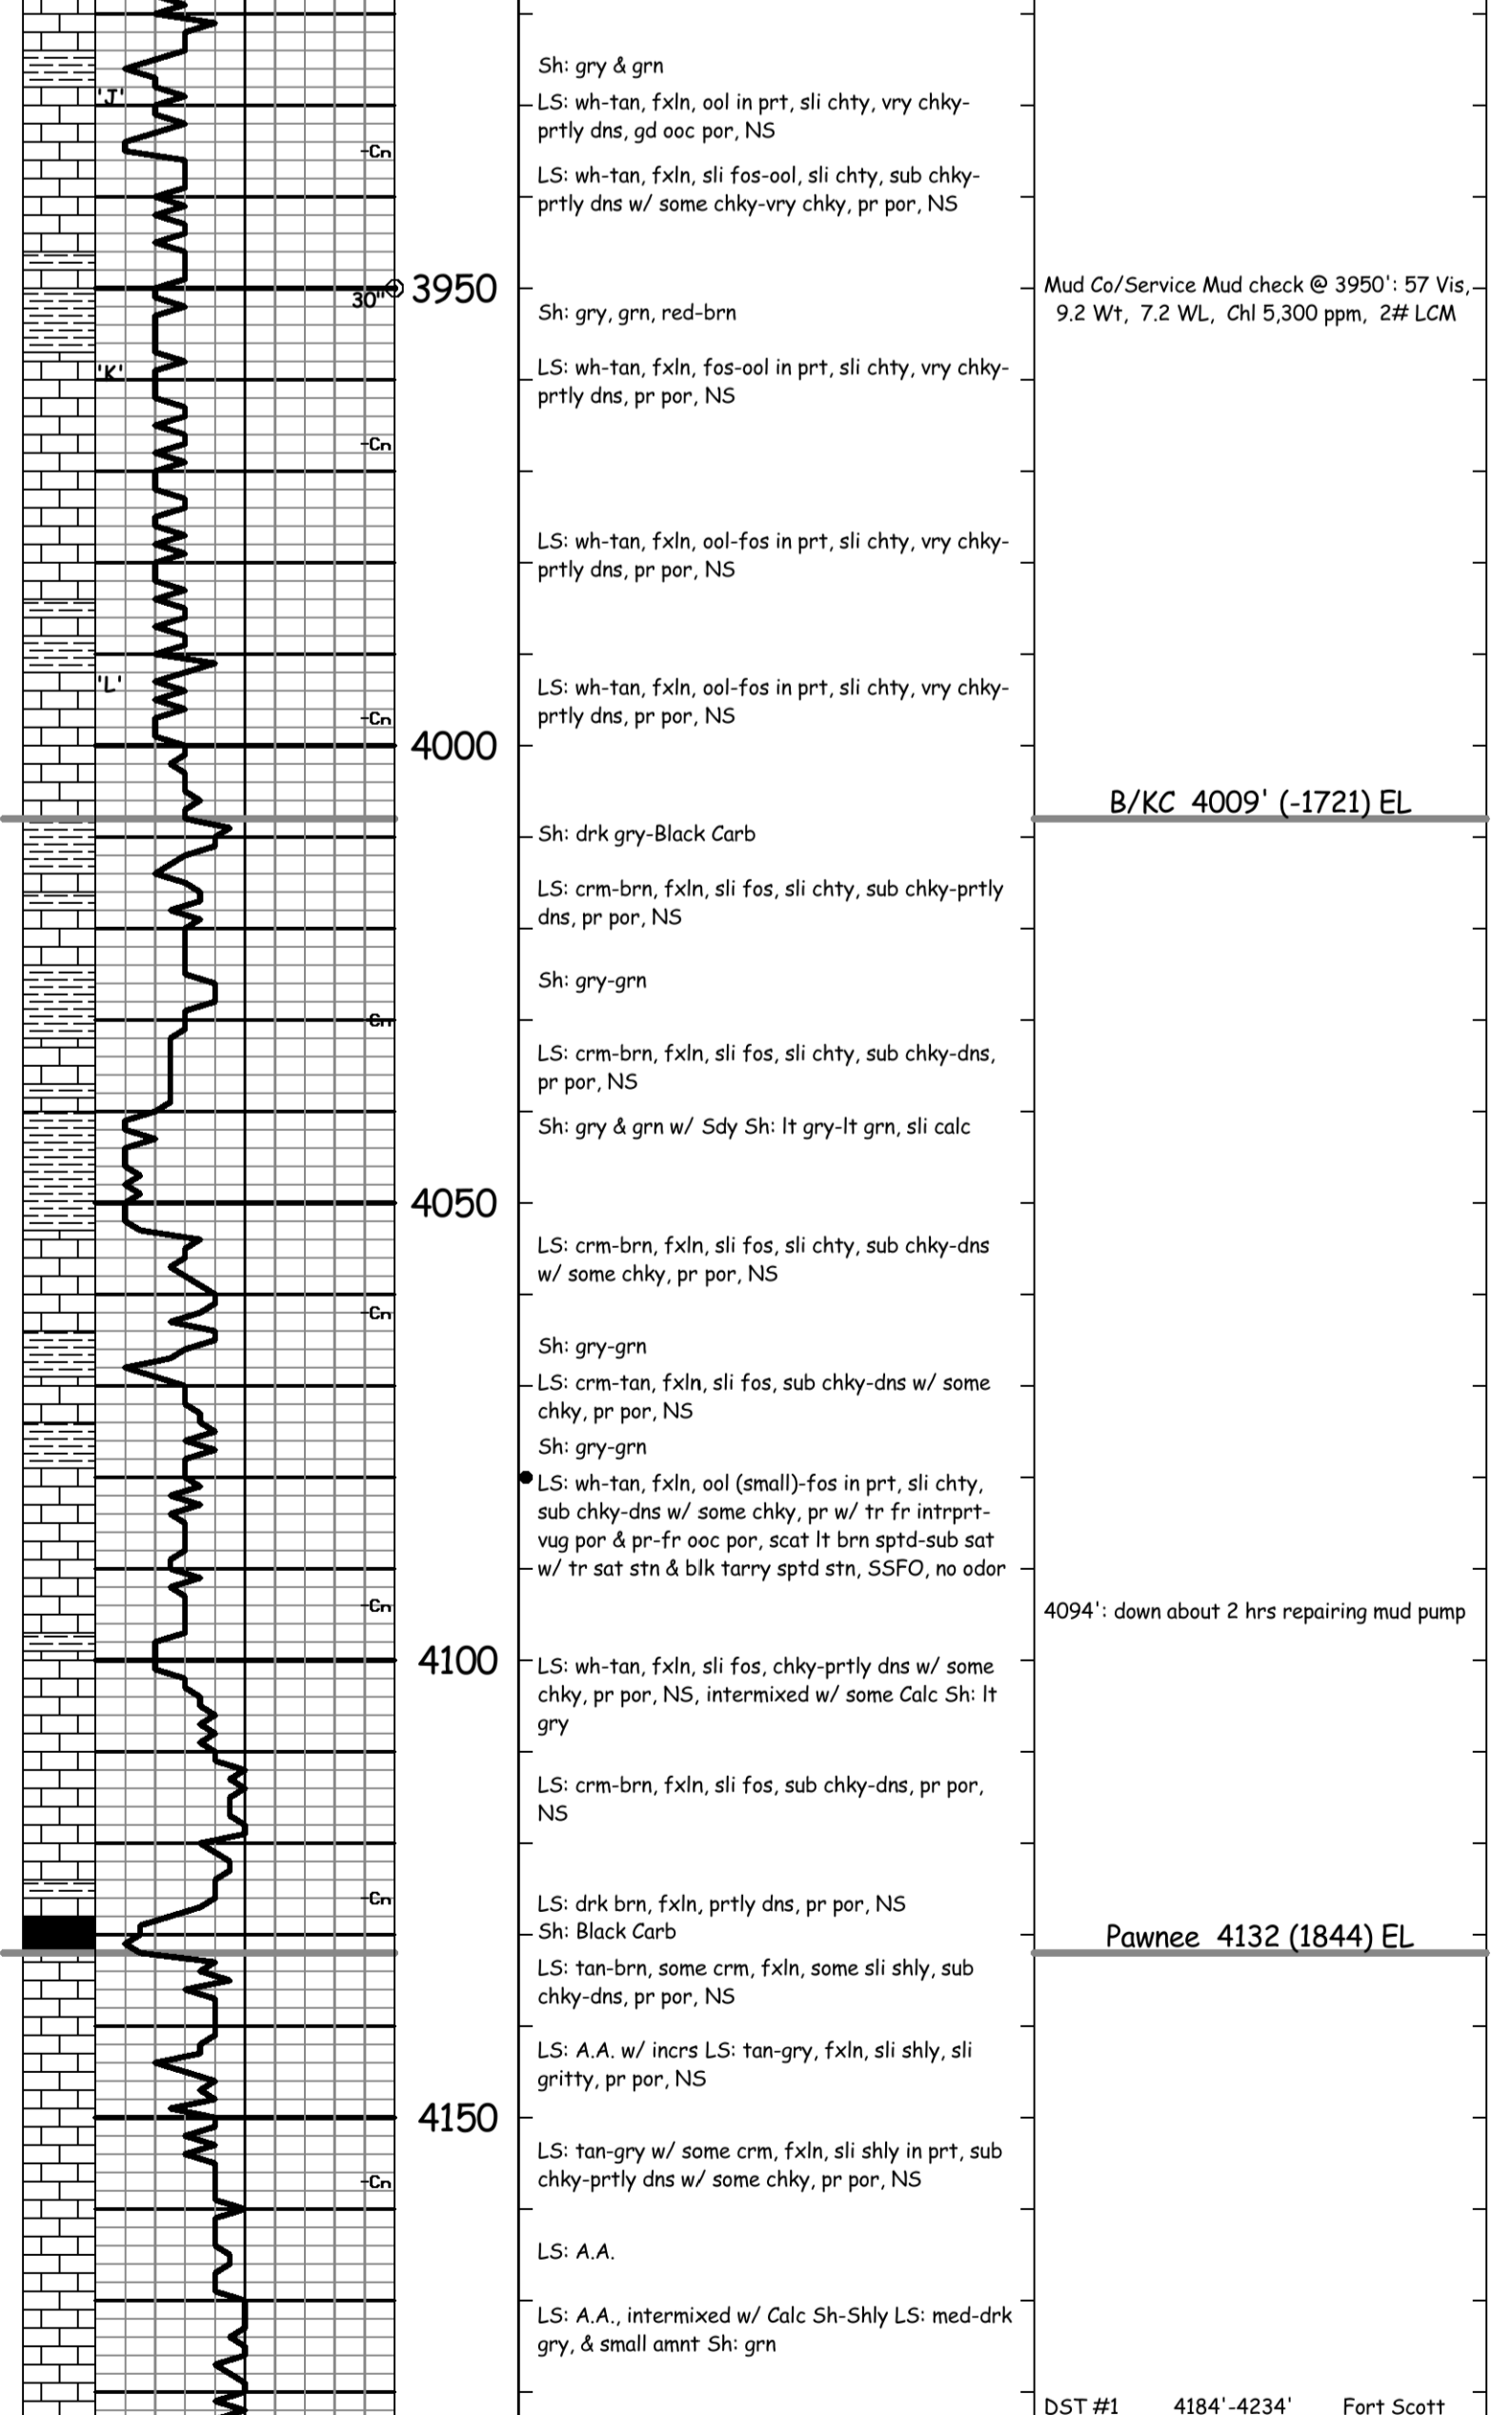 Sh: gry & grn
'J'
LS: wh-tan, fxln, ool in prt, sli chty, vry chky-
prtly dns, gd ooc por, NS
Cn
LS: wh-tan, fxln, sli fos-ool, sli chty, sub chky-
prtly dns w/ some chky-vry chky, pr por, NS
30"
3950
Mud Co/Service Mud check @ 3950': 57 Vis,
9.2 Wt, 7.2 WL, Chl 5,300 ppm, 2# LCM
Sh: gry, grn, red-brn
'K'
LS: wh-tan, fxln, fos-ool in prt, sli chty, vry chky-
prtly dns, pr por, NS
Cn
LS: wh-tan, fxln, ool-fos in prt, sli chty, vry chky-
prtly dns, pr por, NS
'L'
LS: wh-tan, fxln, ool-fos in prt, sli chty, vry chky-
prtly dns, pr por, NS
Cn
4000
B/KC 4009' (-1721) EL
Sh: drk gry-Black Carb
LS: crm-brn, fxln, sli fos, sli chty, sub chky-prtly
dns, pr por, NS
Sh: gry-grn
Cn
LS: crm-brn, fxln, sli fos, sli chty, sub chky-dns,
pr por, NS
Sh: gry & grn w/ Sdy Sh: lt gry-lt grn, sli calc
4050
LS: crm-brn, fxln, sli fos, sli chty, sub chky-dns
w/ some chky, pr por, NS
Cn
Sh: gry-grn
LS: crm-tan, fxln, sli fos, sub chky-dns w/ some
chky, pr por, NS
Sh: gry-grn
LS: wh-tan, fxln, ool (small)-fos in prt, sli chty,
sub chky-dns w/ some chky, pr w/ tr fr intrprt-
vug por & pr-fr ooc por, scat lt brn sptd-sub sat
w/ tr sat stn & blk tarry sptd stn, SSFO, no odor
Cn
4094': down about 2 hrs repairing mud pump
4100
LS: wh-tan, fxln, sli fos, chky-prtly dns w/ some
chky, pr por, NS, intermixed w/ some Calc Sh: lt
gry
LS: crm-brn, fxln, sli fos, sub chky-dns, pr por,
NS
Cn
LS: drk brn, fxln, prtly dns, pr por, NS
Sh: Black Carb
Pawnee 4132 (1844) EL
LS: tan-brn, some crm, fxln, some sli shly, sub
chky-dns, pr por, NS
LS: A.A. w/ incrs LS: tan-gry, fxln, sli shly, sli
gritty, pr por, NS
4150
LS: tan-gry w/ some crm, fxln, sli shly in prt, sub
chky-prtly dns w/ some chky, pr por, NS
Cn
LS: A.A.
LS: A.A., intermixed w/ Calc Sh-Shly LS: med-drk
gry, & small amnt Sh: grn
DST #1 4184'-4234' Fort Scott